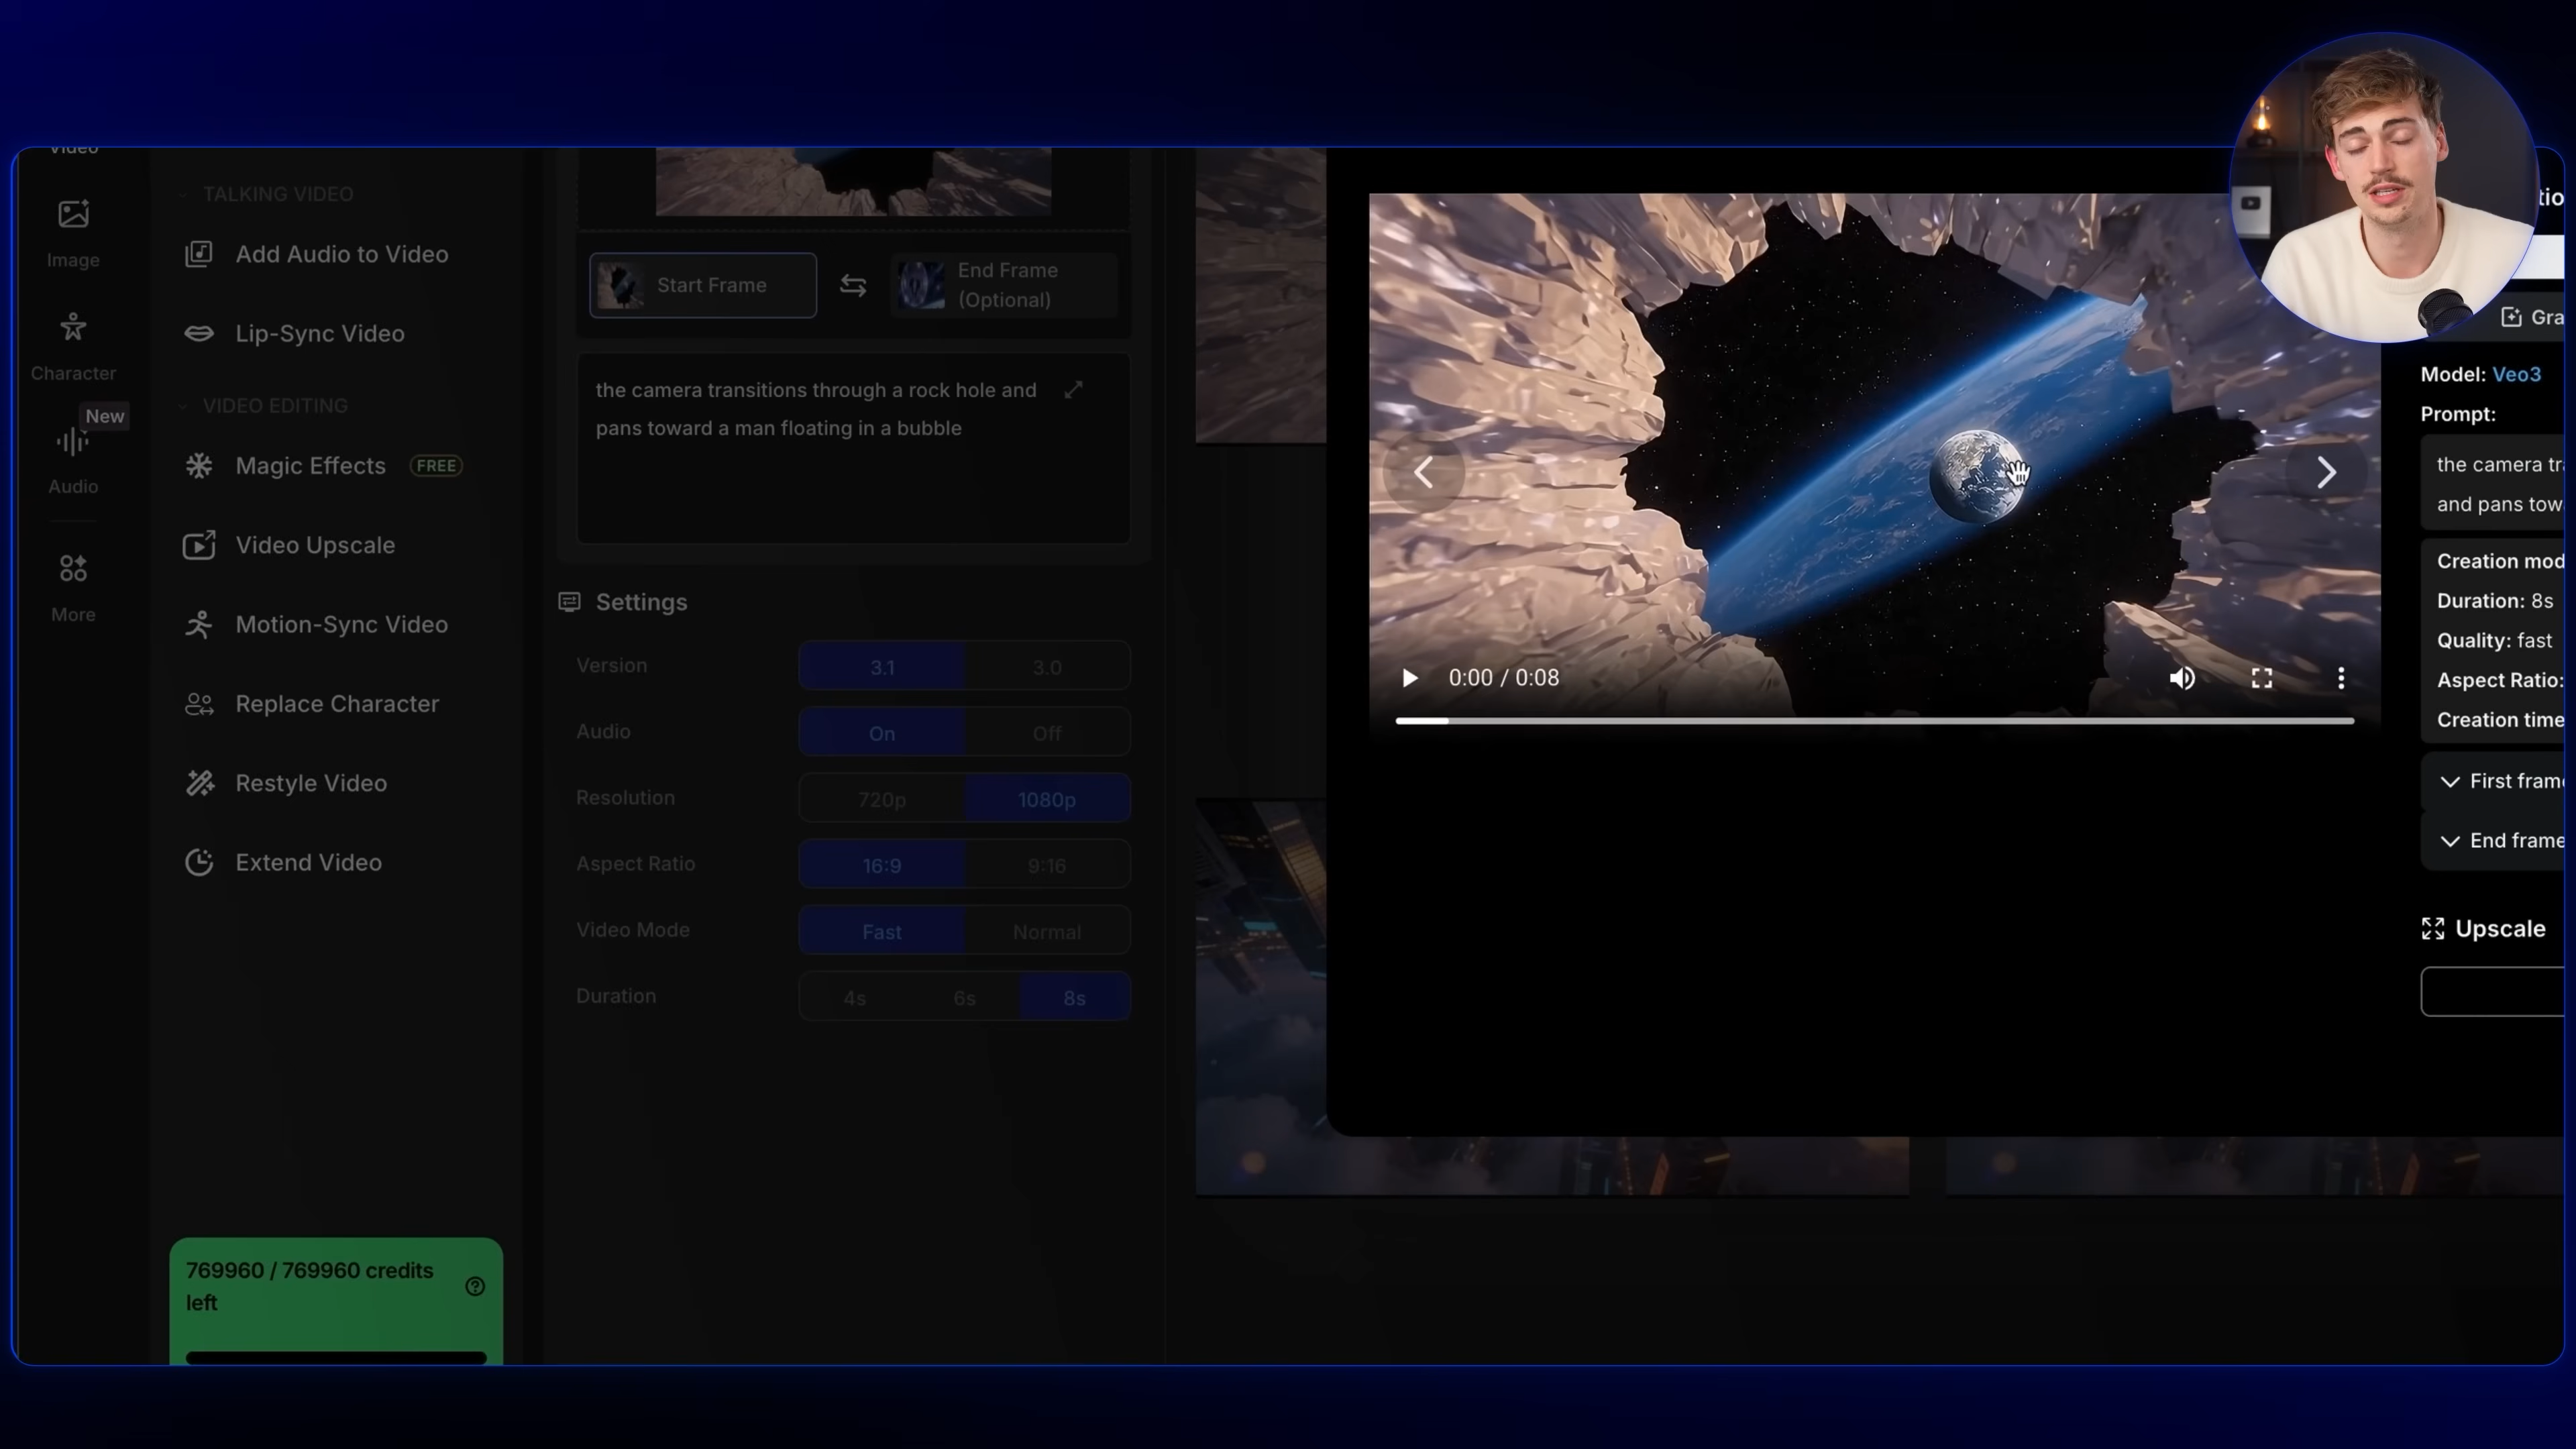 Video
Image
Character
New
Audio
More
TALKING VIDEO
Add Audio to Video
Lip-Sync Video
VIDEO EDITING
Magic Effects FREE
Video Upscale
Motion-Sync Video
Replace Character
Restyle Video
Extend Video
769960 / 769960 credits
left
Start Frame
End Frame
(Optional)
the camera transitions through a rock hole and
pans toward a man floating in a bubble
Settings
Version 3.1 3.0
Audio On Off
Resolution 720p 1080p
Aspect Ratio 16:9 9:16
Video Mode Fast Normal
Duration 4s 6s 8s
0:00 / 0:08
Model: Veo3
Prompt:
the camera
and pans
Creation
Duration: 8s
Quality: fast
Aspect Ratio:
Creation time
First
End frame
Upscale